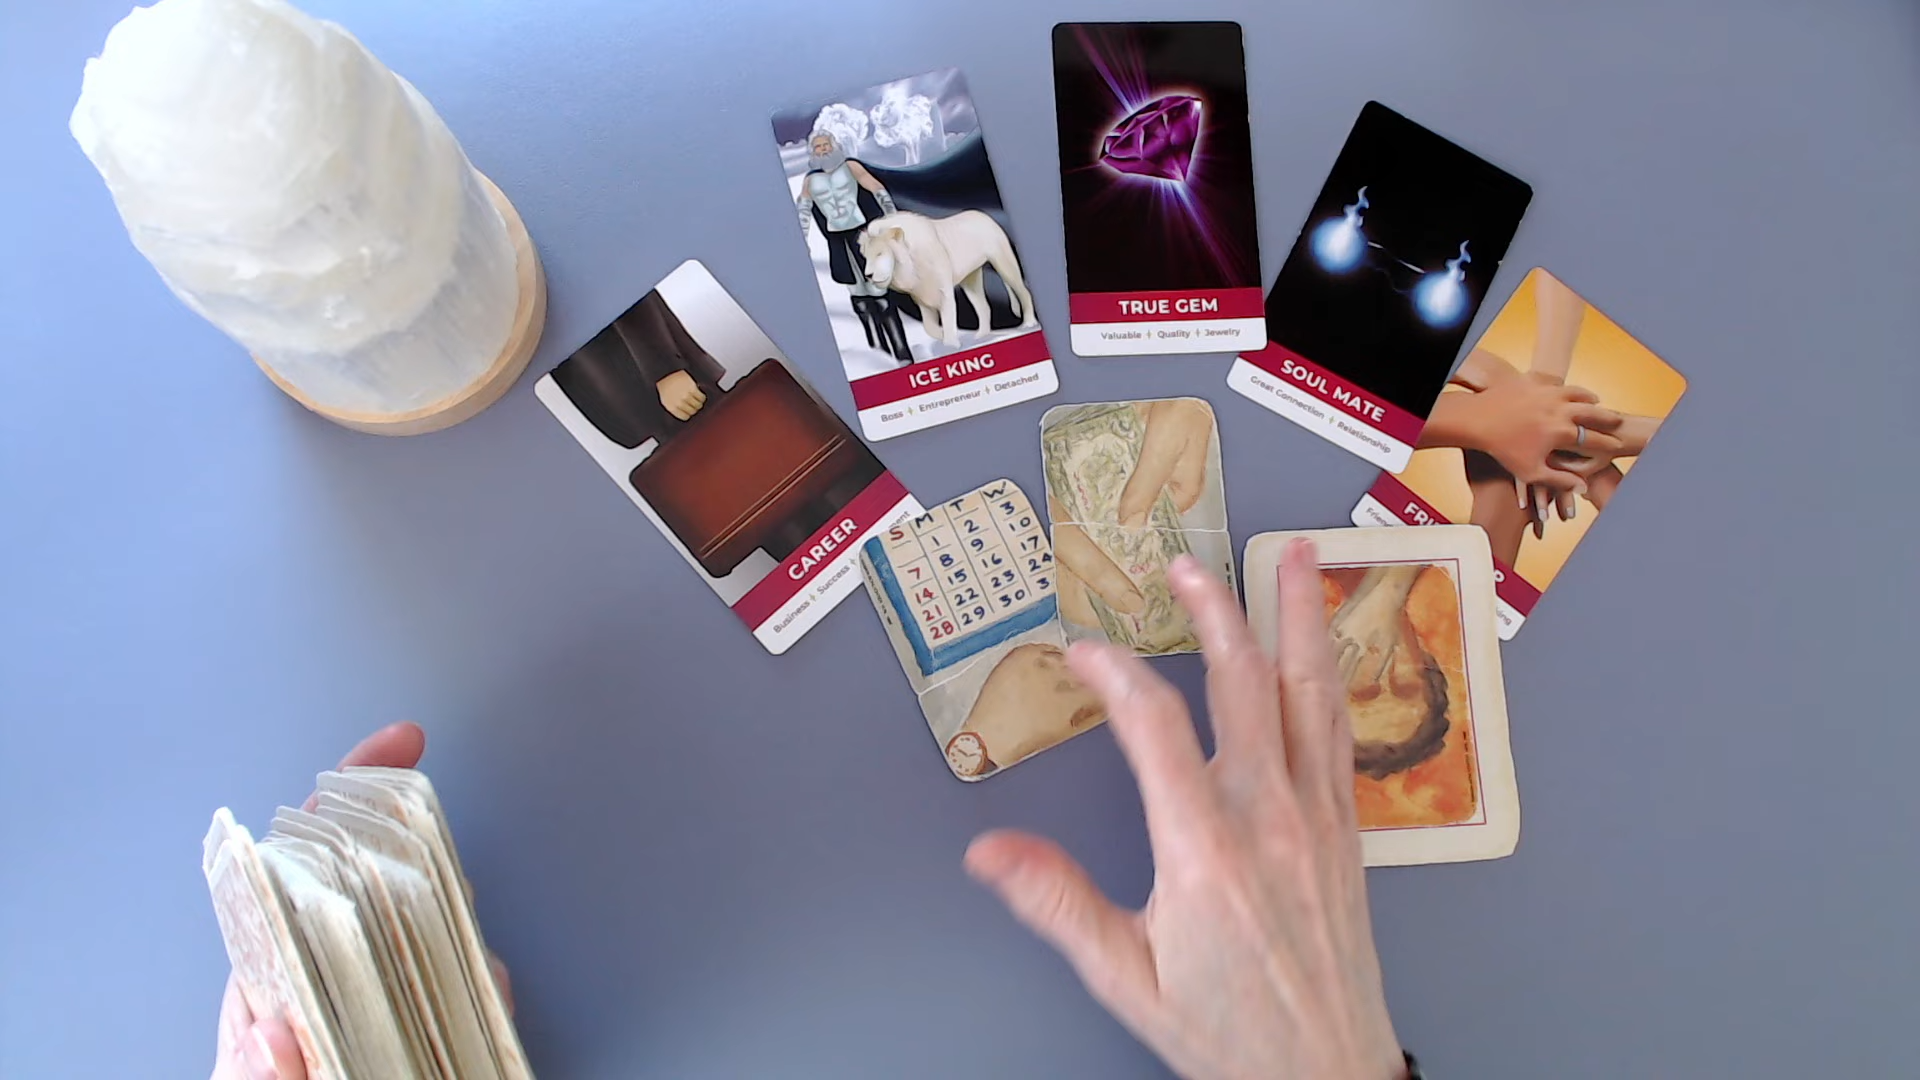 TRUE GEM
Valuable + Quality + Jewelry
ICE KING
Boss + Entrepreneur + Detached
SOUL MATE
Great Connection + Relationship
CAREER
Business + Success +
S M T W
1 2 3
7 8 9 10
14 15 16 17
21 22 23 24
28 29 30 3